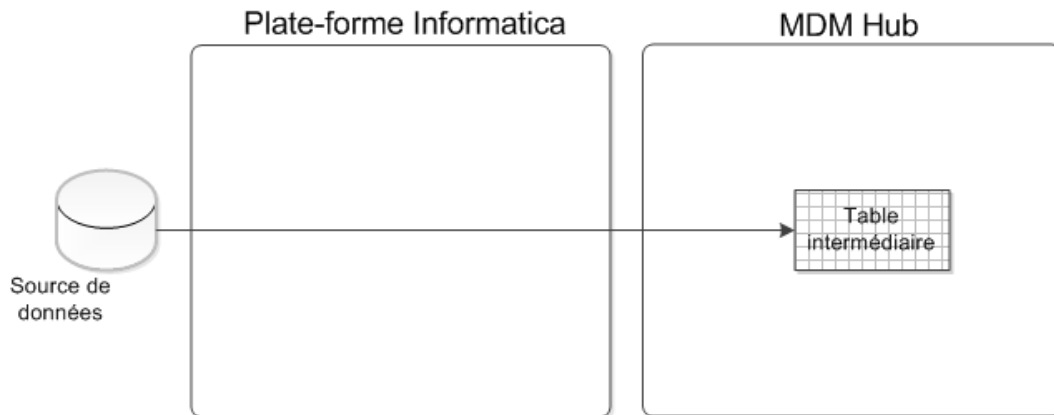 Plate-forme Informatica
MDM Hub
Source de
données
Table
intermédiaire